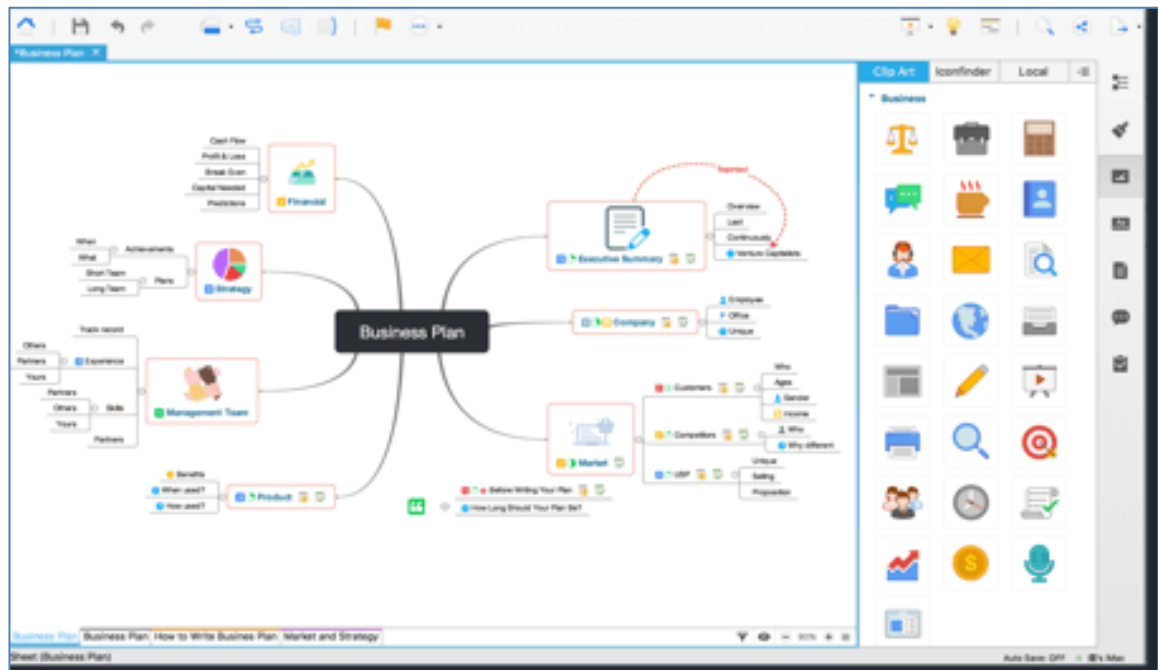 *Business Plan ×
Clip Art
Iconfinder
Local
Business
Cash Flow
Profit & Loss
Break Even
Capital Needed
Predictions
Financial
When
What
Achievements
Short Team
Long Team
Plans
Strategy
Track record
Others
Partners
Yours
Experience
Partners
Others
Yours
Skills
Partners
Management Team
Benefits
When used?
How used?
Product
Business Plan
Important
Executive Summary
Overview
Last
Continuously
Venture Capitalists
Company
Employee
Office
Unique
Market
Customers
Who
Ages
Gender
Income
Competitors
Who
Why different
USP
Unique
Selling
Proposition
Before Writing Your Plan
How Long Should Your Plan Be?
Business Plan
Business Plan
How to Write Busines Plan
Market and Strategy
90%
Sheet (Business Plan)
Auto Save: OFF
's iMac